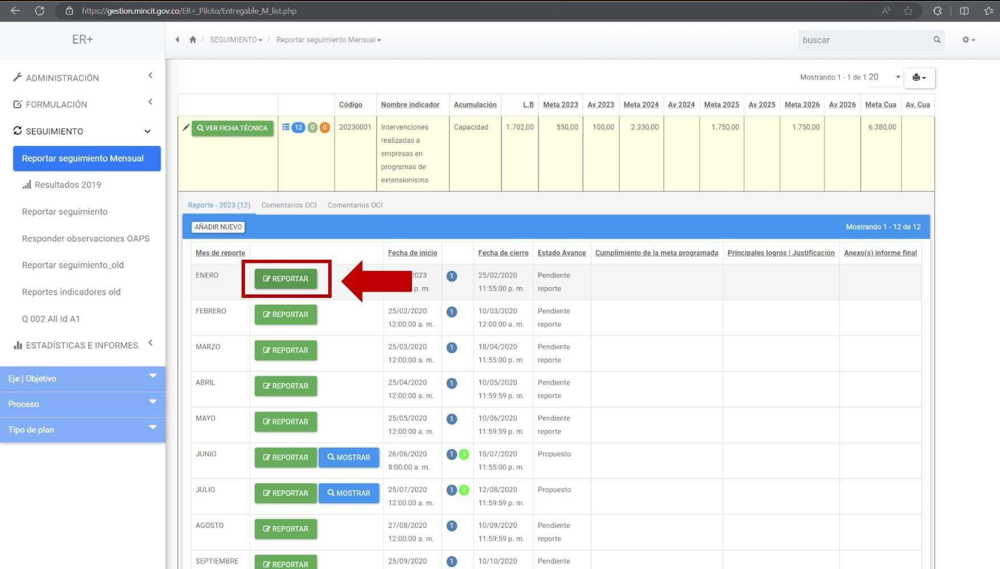 https://gestion.mincit.gov.co/ER+_Piloto/Entregable_M_list.php
ER+
/ SEGUIMIENTO / Reportar seguimiento Mensual
buscar
ADMINISTRACIÓN
FORMULACIÓN
SEGUIMIENTO
Reportar seguimiento Mensual
Resultados 2019
Reportar seguimiento
Responder observaciones OAPS
Reportar seguimiento_old
Reportes indicadores old
Q 002 All Id A1
ESTADÍSTICAS E INFORMES
Eje | Objetivo
Proceso
Tipo de plan
Mostrando 1 - 1 de 1 20
Código Nombre indicador Acumulación L.B Meta 2023 Av 2023 Meta 2024 Av 2024 Meta 2025 Av 2025 Meta 2026 Av 2026 Meta Cua Av. Cua
VER FICHA TÉCNICA 12 0 0 20230001 Intervenciones Capacidad 1.702,00 550,00 100,00 2.330,00 1.750,00 1.750,00 6.380,00
realizadas a
empresas en
programas de
extensionismo
Reporte - 2023 (12) Comentarios OCI Comentarios OCI
AÑADIR NUEVO Mostrando 1 - 12 de 12
Mes de reporte Fecha de inicio Fecha de cierre Estado Avance Cumplimiento de la meta programada Principales logros | Justificación Anexo(s) informe final
ENERO REPORTAR 2023 1 25/02/2020 Pendiente
p. m. 11:55:00 p. m. reporte
FEBRERO REPORTAR 25/02/2020 1 10/03/2020 Pendiente
12:00:00 a. m. 12:00:00 a. m. reporte
MARZO REPORTAR 25/03/2020 1 18/04/2020 Pendiente
12:00:00 a. m. 11:55:00 p. m. reporte
ABRIL REPORTAR 25/04/2020 1 10/05/2020 Pendiente
12:00:00 a. m. 11:59:59 p. m. reporte
MAYO REPORTAR 25/05/2020 1 10/06/2020 Pendiente
12:00:00 a. m. 11:59:59 p. m. reporte
JUNIO REPORTAR MOSTRAR 26/06/2020 1 3 15/07/2020 Propuesto
8:00:00 a. m. 11:55:00 p. m.
JULIO REPORTAR MOSTRAR 25/07/2020 1 2 12/08/2020 Propuesto
12:00:00 a. m. 11:59:59 p. m.
AGOSTO REPORTAR 27/08/2020 1 10/09/2020 Pendiente
12:00:00 a. m. 11:59:59 p. m. reporte
SEPTIEMBRE REPORTAR 25/09/2020 1 10/10/2020 Pendiente